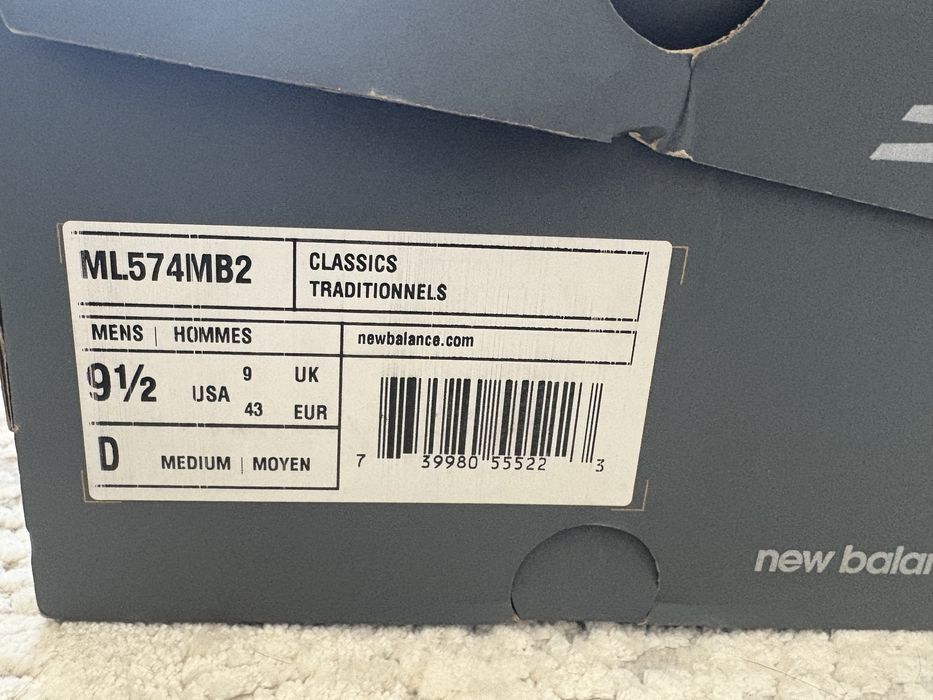 ML574MB2
CLASSICS
TRADITIONNELS
MENS | HOMMES
newbalance.com
9½ USA 9 UK
43 EUR
D MEDIUM | MOYEN
7 39980 55522 3
new balan